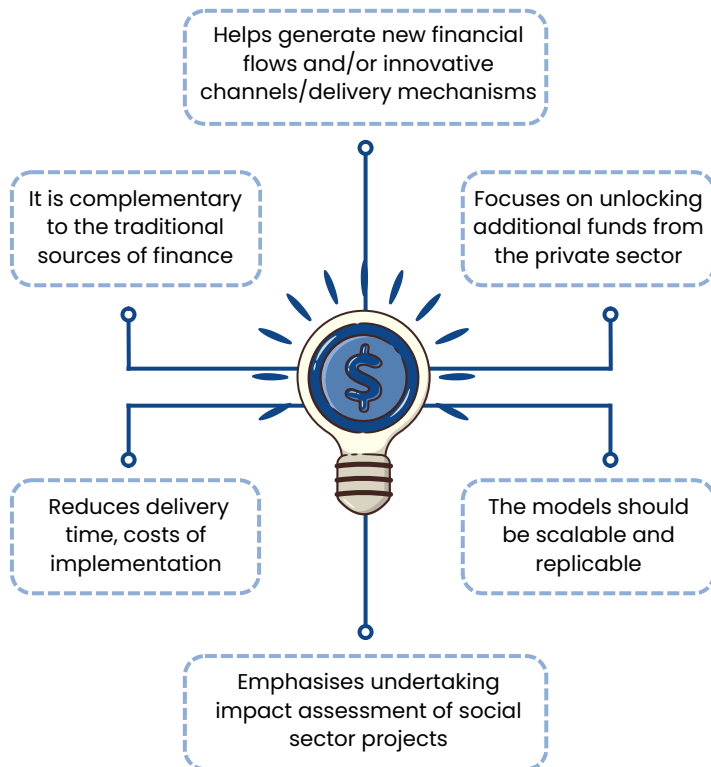 Helps generate new financial
flows and/or innovative
channels/delivery mechanisms
It is complementary
to the traditional
sources of finance
Focuses on unlocking
additional funds from
the private sector
$
Reduces delivery
time, costs of
implementation
The models should
be scalable and
replicable
Emphasises undertaking
impact assessment of social
sector projects